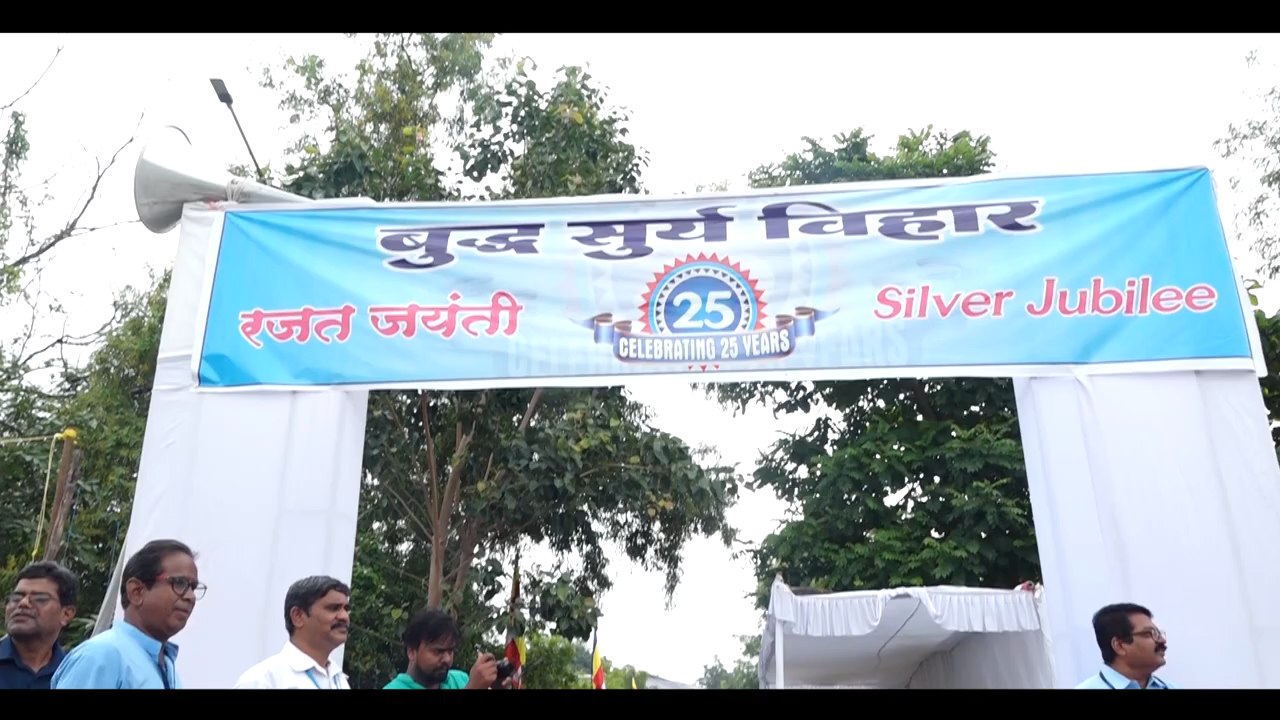 बुद्ध सुर्य विहार
रजत जयंती
25
CELEBRATING 25 YEARS
Silver Jubilee